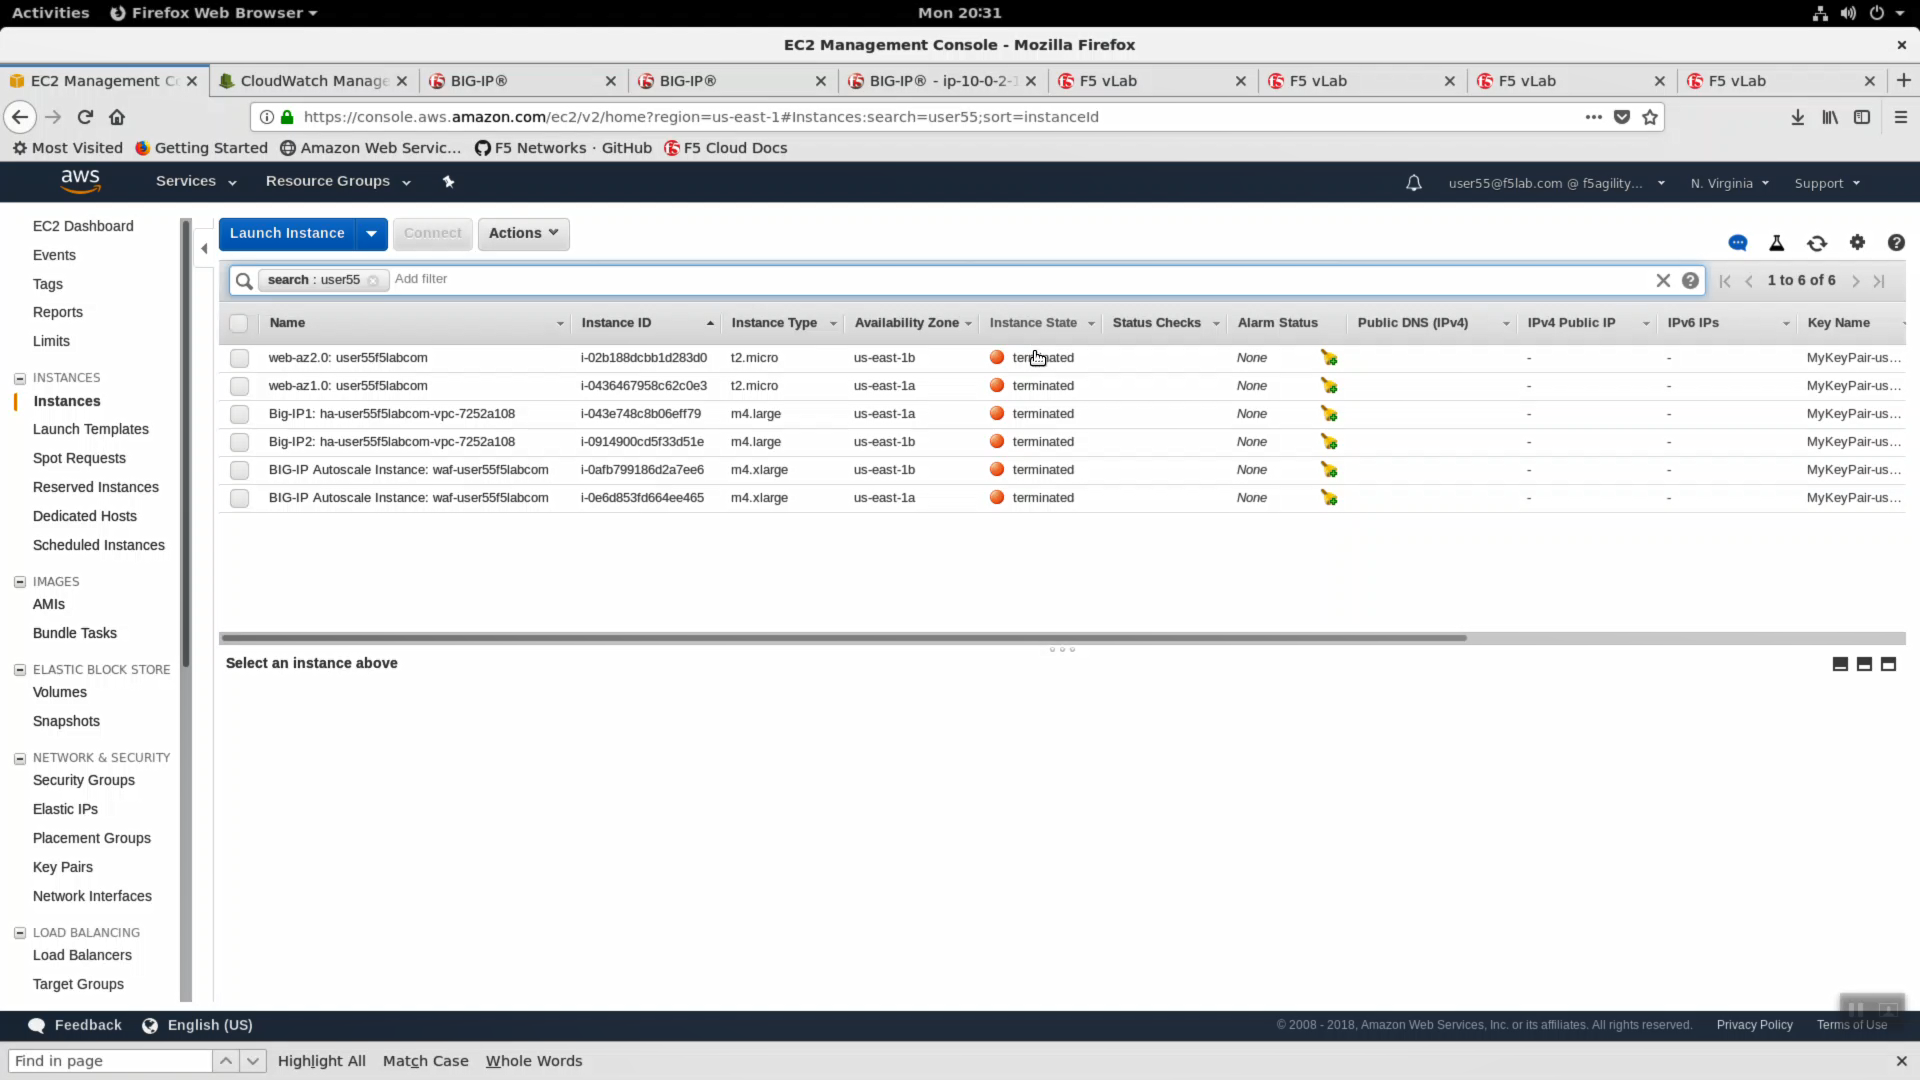 Activities Firefox Web Browser Mon 20:31
EC2 Management Console - Mozilla Firefox
EC2 Management Co CloudWatch Manage BIG-IP® BIG-IP® BIG-IP® - ip-10-0-2- F5 vLab F5 vLab F5 vLab F5 vLab
https://console.aws.amazon.com/ec2/v2/home?region=us-east-1#Instances:search=user55;sort=instanceId
Most Visited Getting Started Amazon Web Servic... F5 Networks · GitHub F5 Cloud Docs
aws Services Resource Groups user55@f5lab.com @ f5agility... N. Virginia Support
EC2 Dashboard
Events
Tags
Reports
Limits
INSTANCES
Instances
Launch Templates
Spot Requests
Reserved Instances
Dedicated Hosts
Scheduled Instances
IMAGES
AMIs
Bundle Tasks
ELASTIC BLOCK STORE
Volumes
Snapshots
NETWORK & SECURITY
Security Groups
Elastic IPs
Placement Groups
Key Pairs
Network Interfaces
LOAD BALANCING
Load Balancers
Target Groups
Launch Instance Connect Actions
search : user55 Add filter 1 to 6 of 6
Name Instance ID Instance Type Availability Zone Instance State Status Checks Alarm Status Public DNS (IPv4) IPv4 Public IP IPv6 IPs Key Name
web-az2.0: user55f5labcom i-02b188dcbb1d283d0 t2.micro us-east-1b terminated None - - MyKeyPair-us...
web-az1.0: user55f5labcom i-0436467958c62c0e3 t2.micro us-east-1a terminated None - - MyKeyPair-us...
Big-IP1: ha-user55f5labcom-vpc-7252a108 i-043e748c8b06eff79 m4.large us-east-1a terminated None - - MyKeyPair-us...
Big-IP2: ha-user55f5labcom-vpc-7252a108 i-0914900cd5f33d51e m4.large us-east-1b terminated None - - MyKeyPair-us...
BIG-IP Autoscale Instance: waf-user55f5labcom i-0afb799186d2a7ee6 m4.xlarge us-east-1b terminated None - - MyKeyPair-us...
BIG-IP Autoscale Instance: waf-user55f5labcom i-0e6d853fd664ee465 m4.xlarge us-east-1a terminated None - - MyKeyPair-us...
Select an instance above
Feedback English (US) © 2008 - 2018, Amazon Web Services, Inc. or its affiliates. All rights reserved. Privacy Policy Terms of Use
Find in page Highlight All Match Case Whole Words